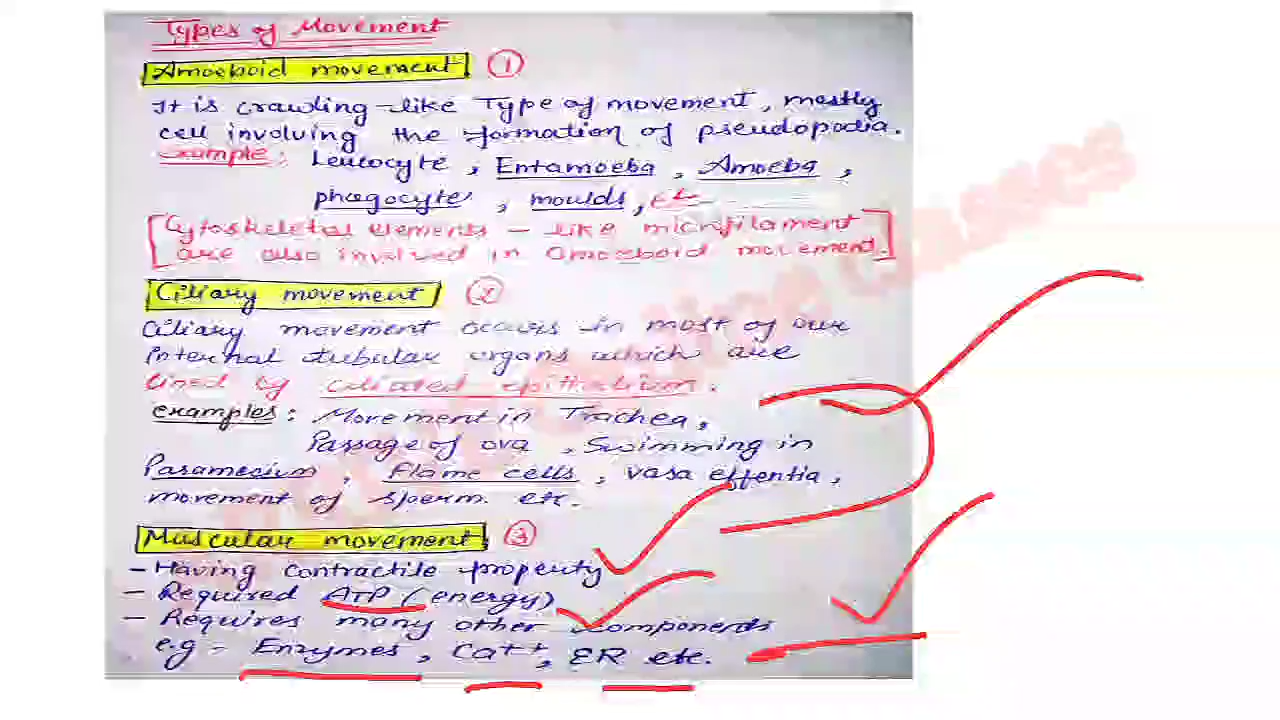 Types of Movement
Amoeboid movement 1
It is crawling-like Type of movement, mostly
cell involving the formation of pseudopodia.
Example: Leucocyte, Entamoeba, Amoeba,
phagocyte, moulds, etc
[Cytoskeletal elements - like microfilament
are also involved in amoeboid movement.]
Ciliary movement 2
Ciliary movement occurs in most of our
internal tubular organs which are
lined by ciliated epithelium.
examples: Movement in Trachea,
Passage of ova, Swimming in
Paramecium, Flame cells, vasa effentia,
movement of sperm. etc.
Muscular movement 3
- Having contractile property
- Required ATP (energy)
- Requires many other components
e.g - Enzymes, Ca++, ER etc.
Classes